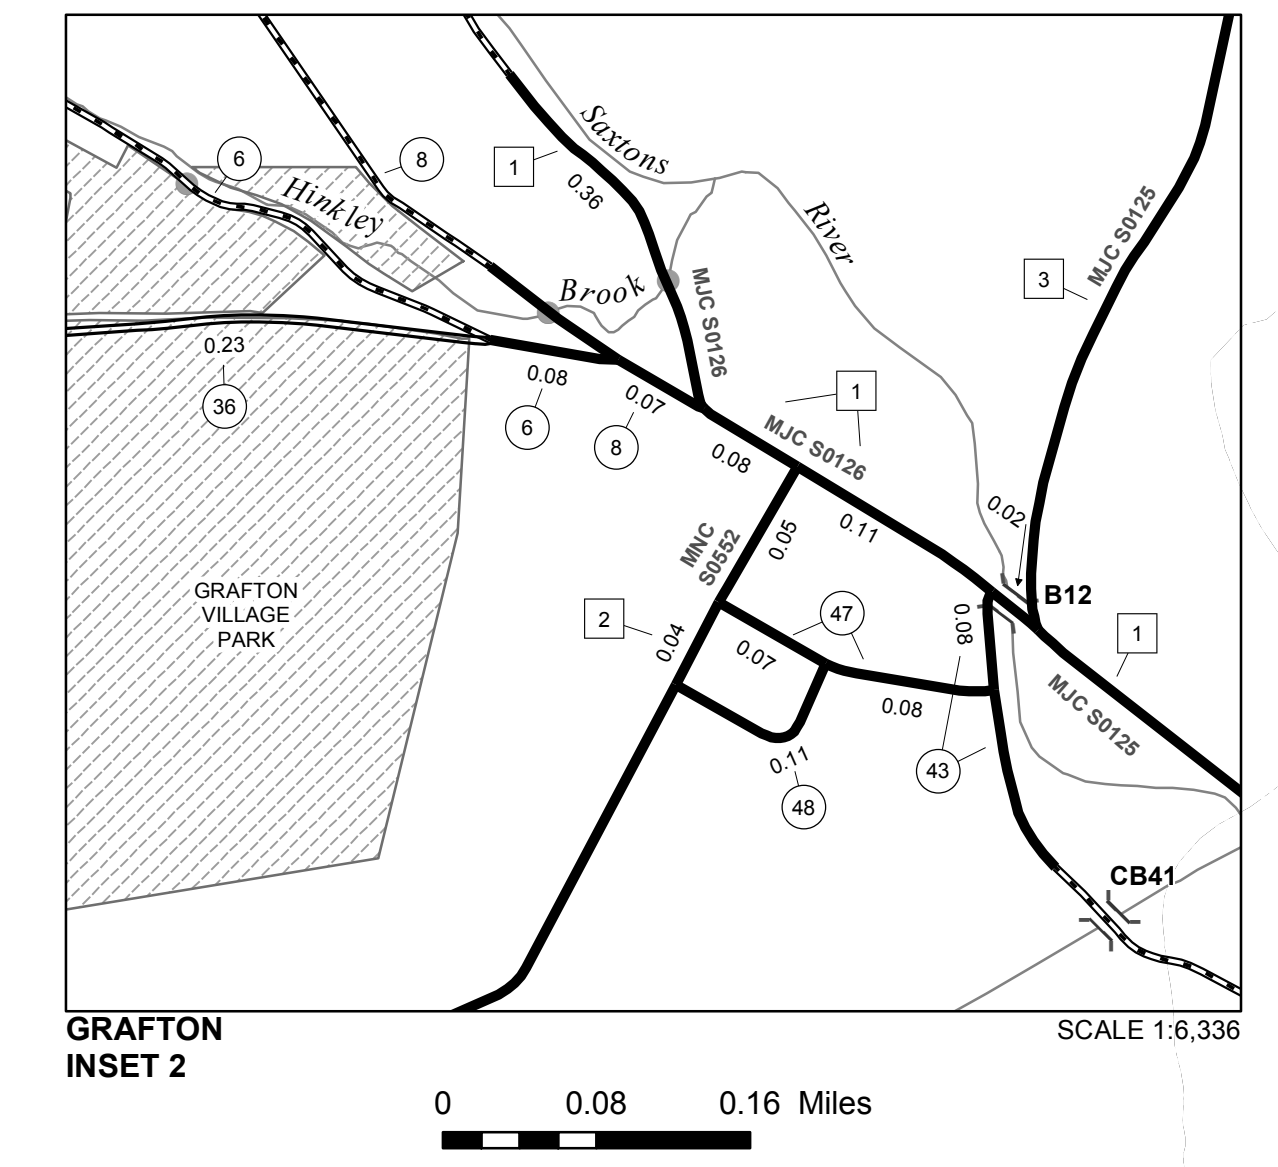 Saxtons
River
6
8
1
0.36
Hinkley
Brook
MJC S0126
MJC S0125
3
0.23
36
0.08
6
0.07
8
1
MJC S0126
0.08
0.11
0.02
MNC
S0552
0.05
B12
GRAFTON
VILLAGE
PARK
2
0.04
47
0.08
1
0.07
0.08
MJC S0125
43
0.11
48
CB41
GRAFTON
INSET 2
SCALE 1:6,336
0 0.08 0.16 Miles